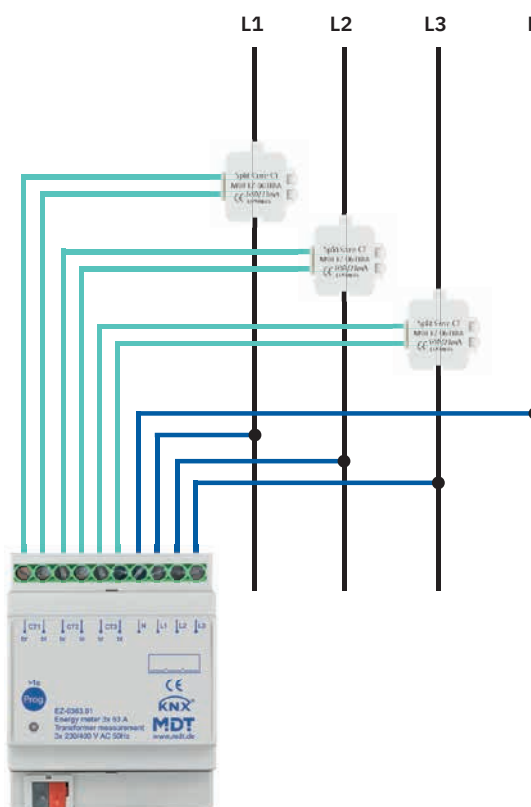 L1 L2 L3
Split Core CT
Split Core CT
Split Core CT
CT1 CT2 CT3 N L1 L2 L3
>1s
Prog
EZ-0363.01
Energy meter 3x 63 A
Transformer measurement
3x 230/400 V AC 50Hz
CE
KNX
MDT
www.mdt.de